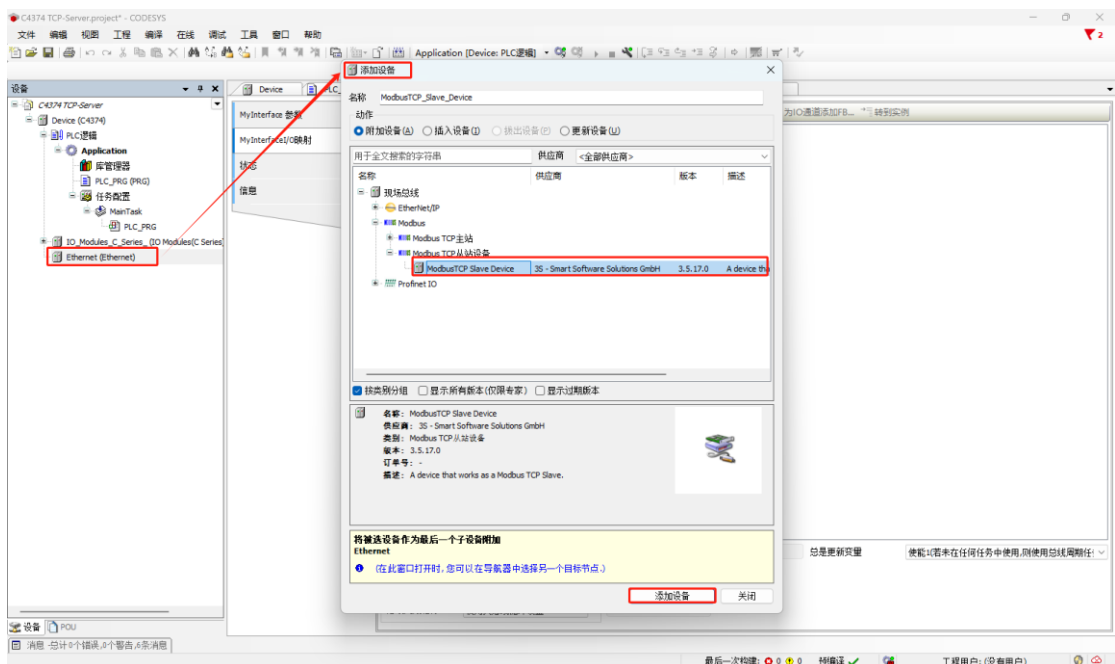 C4374 TCP-Server.project* - CODESYS
文件 编辑 视图 工程 编译 在线 调试 工具 窗口 帮助
2
Application [Device: PLC逻辑]
设备
C4374 TCP-Server
Device (C4374)
PLC逻辑
Application
库管理器
PLC_PRG (PRG)
任务配置
MainTask
PLC_PRG
IO_Modules_C_Series_ (IO Modules(C Series
Ethernet (Ethernet)
Device
PLC_
MyInterface 参数
MyInterfaceI/O映射
状态
信息
添加设备
名称 ModbusTCP_Slave_Device
动作
附加设备(A) 插入设备(I) 拔出设备(P) 更新设备(U)
用于全文搜索的字符串 供应商 <全部供应商>
名称 供应商 版本 描述
现场总线
EtherNet/IP
Modbus
Modbus TCP主站
Modbus TCP从站设备
ModbusTCP Slave Device 3S - Smart Software Solutions GmbH 3.5.17.0 A device tha
Profinet IO
按类别分组 显示所有版本(仅限专家) 显示过期版本
名称: ModbusTCP Slave Device
供应商: 3S - Smart Software Solutions GmbH
类别: Modbus TCP从站设备
版本: 3.5.17.0
订单号: -
描述: A device that works as a Modbus TCP Slave.
将被选设备作为最后一个子设备附加
Ethernet
(在此窗口打开时,您可以在导航器中选择另一个目标节点.)
添加设备 关闭
为IO通道添加FB... 转到实例
总是更新变量 使能1(若未在任何任务中使用,则使用总线周期任
设备 POU
消息 -总计0个错误,0个警告,6条消息
最后一次构建: 0 0 预编译 工程用户: (没有用户)